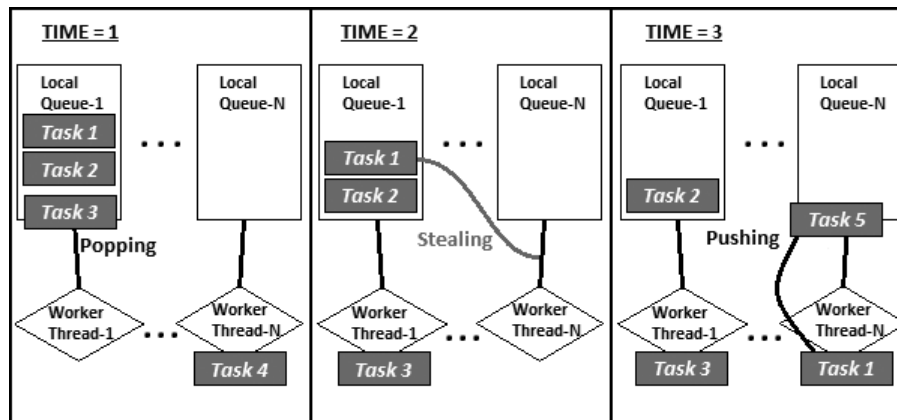 TIME = 1
Local
Queue-1
Task 1
Task 2
Task 3
Popping
Worker
Thread-1
...
Local
Queue-N
...
Worker
Thread-N
Task 4
TIME = 2
Local
Queue-1
Task 1
Task 2
Stealing
Worker
Thread-1
Task 3
...
Local
Queue-N
...
Worker
Thread-N
TIME = 3
Local
Queue-1
Task 2
Pushing
Worker
Thread-1
Task 3
...
Local
Queue-N
Task 5
...
Worker
Thread-N
Task 1